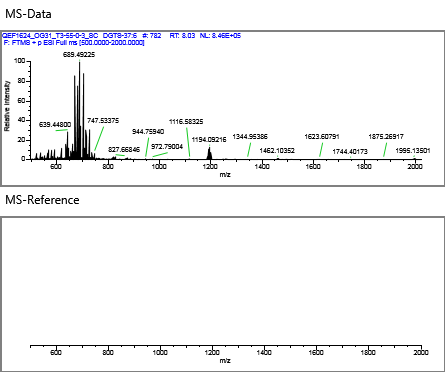 MS-Data
QEF1624_OG31_T3-55-0-3_SC DGTS-37:6 #: 782 RT: 8.03 NL: 8.46E+05
F: FTMS + p ESI Full ms [500.0000-2000.0000]
689.49225
100
80
60
40
20
0
Relative Intensity
639.44800
747.53375
827.66846
944.75940
972.79004
1116.58325
1194.09216
1344.95386
1462.10352
1623.60791
1744.40173
1875.26917
1995.13501
600 800 1000 1200 1400 1600 1800 2000
m/z
MS-Reference
600 800 1000 1200 1400 1600 1800 2000
m/z